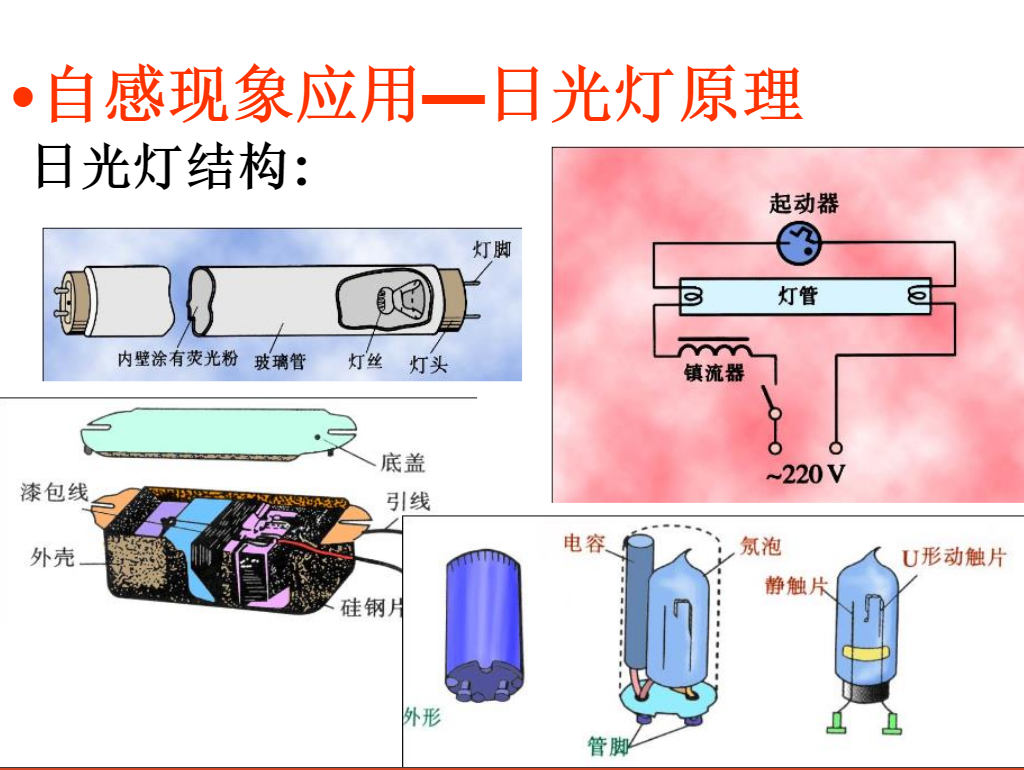 •自感现象应用—日光灯原理
日光灯结构：
灯脚
内壁涂有荧光粉
玻璃管
灯丝
灯头
起动器
灯管
镇流器
~220 V
底盖
漆包线
引线
外壳
硅钢片
电容
氖泡
静触片
U形动触片
外形
管脚